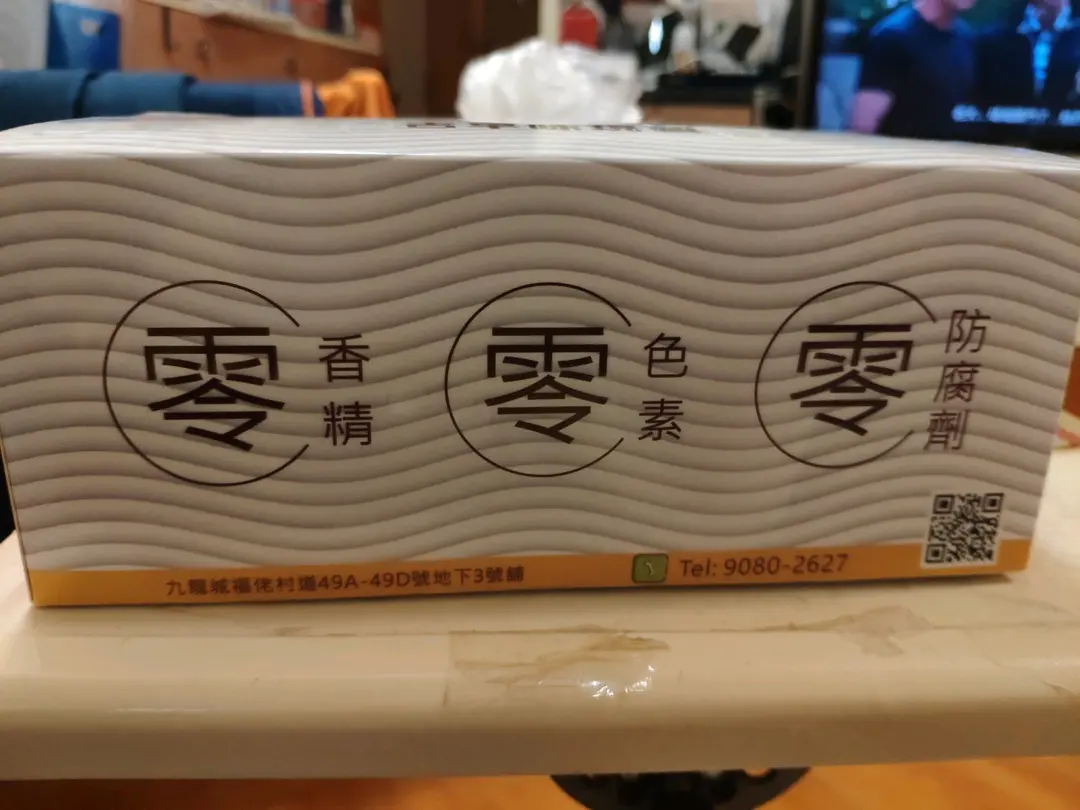 零香精
零色素
零防腐劑
九龍城福佬村道49A-49D號地下3號舖
Tel: 9080-2627